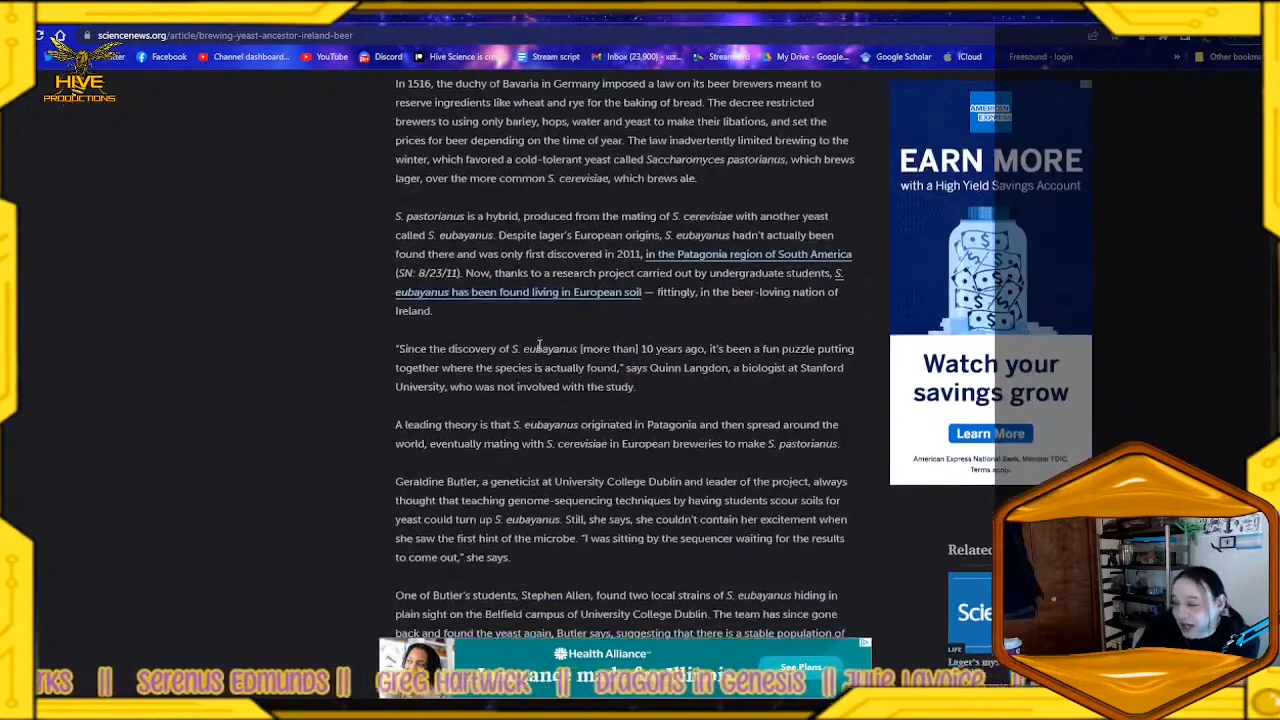 sciencenews.org/article/brewing-yeast-ancestor-ireland-beer
Facebook
Channel dashboard...
YouTube
Discord
Hive Science is cre...
Stream script
Inbox (23,900) - xcr...
Streamer
My Drive - Google...
Google Scholar
iCloud
Freesound - login
»
Other bookma
HIVE
PRODUCTIONS
In 1516, the duchy of Bavaria in Germany imposed a law on its beer brewers meant to
reserve ingredients like wheat and rye for the baking of bread. The decree restricted
brewers to using only barley, hops, water and yeast to make their libations, and set the
prices for beer depending on the time of year. The law inadvertently limited brewing to the
winter, which favored a cold-tolerant yeast called Saccharomyces pastorianus, which brews
lager, over the more common S. cerevisiae, which brews ale.
S. pastorianus is a hybrid, produced from the mating of S. cerevisiae with another yeast
called S. eubayanus. Despite lager's European origins, S. eubayanus hadn't actually been
found there and was only first discovered in 2011, in the Patagonia region of South America
(SN: 8/23/11). Now, thanks to a research project carried out by undergraduate students, S.
eubayanus has been found living in European soil — fittingly, in the beer-loving nation of
Ireland.
“Since the discovery of S. eubayanus [more than] 10 years ago, it's been a fun puzzle putting
together where the species is actually found,” says Quinn Langdon, a biologist at Stanford
University, who was not involved with the study.
A leading theory is that S. eubayanus originated in Patagonia and then spread around the
world, eventually mating with S. cerevisiae in European breweries to make S. pastorianus.
Geraldine Butler, a geneticist at University College Dublin and leader of the project, always
thought that teaching genome-sequencing techniques by having students scour soils for
yeast could turn up S. eubayanus. Still, she says, she couldn't contain her excitement when
she saw the first hint of the microbe. “I was sitting by the sequencer waiting for the results
to come out,” she says.
One of Butler's students, Stephen Allen, found two local strains of S. eubayanus hiding in
plain sight on the Belfield campus of University College Dublin. The team has since gone
back and found the yeast again, Butler says, suggesting that there is a stable population of
AMERICAN
EXPRESS
EARN MORE
with a High Yield Savings Account
Watch your
savings grow
Learn More
American Express National Bank, Member FDIC.
Terms apply.
Related
Scie
LIFE
Lager's mys
HealthAlliance™
See Plans
RKS || SERENUS EDMUNDS || GREG HARTWICK || DRAGONS IN GENESIS || JULIE LAVOICE